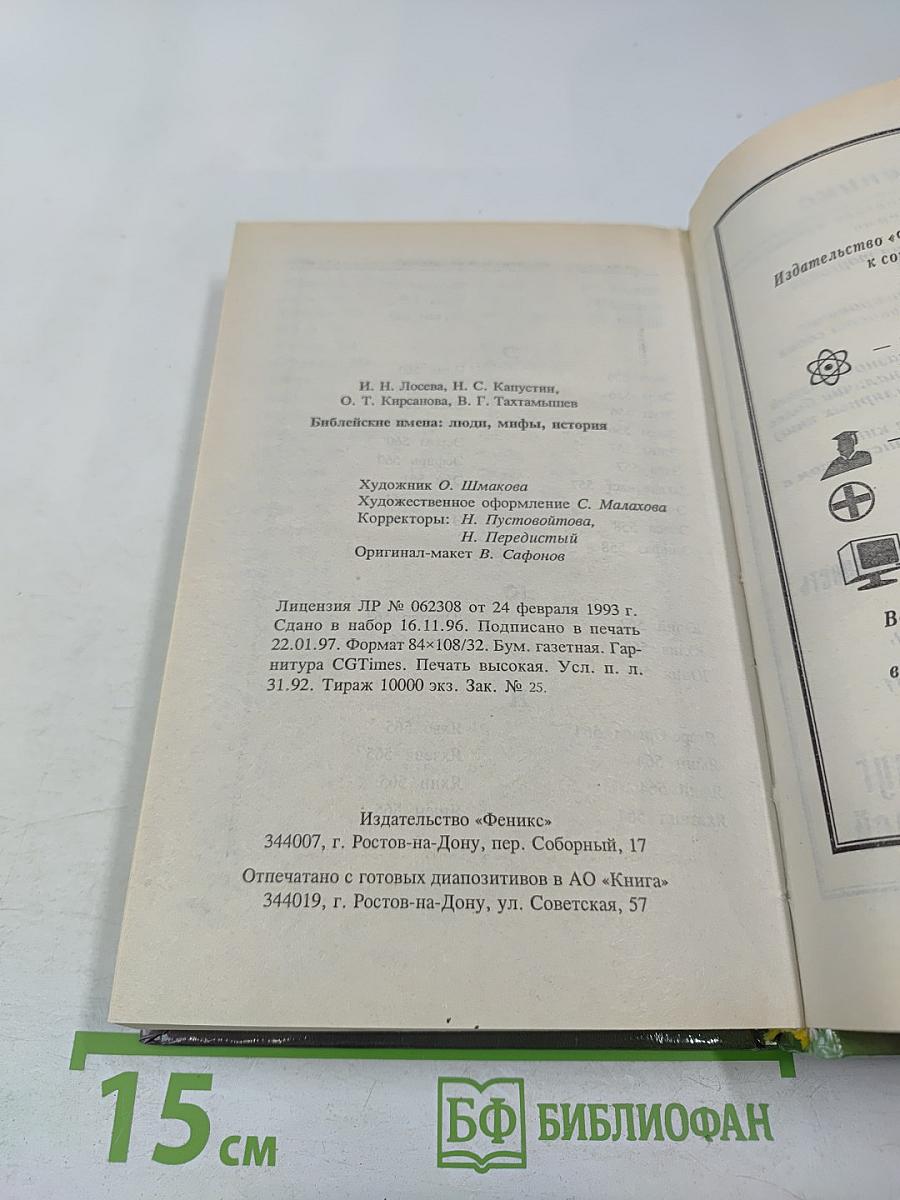 И. Н. Лосева, Н. С. Капустин,
О. Т. Кирсанова, В. Г. Тахтамышев
Библейские имена: люди, мифы, история
Художник О. Шмакова
Художественное оформление С. Малахова
Корректоры: Н. Пустовойтова,
Н. Передистый
Оригинал-макет В. Сафонов
Лицензия ЛР № 062308 от 24 февраля 1993 г.
Сдано в набор 16.11.96. Подписано в печать
22.01.97. Формат 84×108/32. Бум. газетная. Гар-
нитура CGTimes. Печать высокая. Усл. п. л.
31.92. Тираж 10000 экз. Зак. № 25.
Издательство «Феникс»
344007, г. Ростов-на-Дону, пер. Соборный, 17
Отпечатано с готовых диапозитивов в АО «Книга»
344019, г. Ростов-на-Дону, ул. Советская, 57
Издательство
к
15 см
БФ БИБЛИОФАН